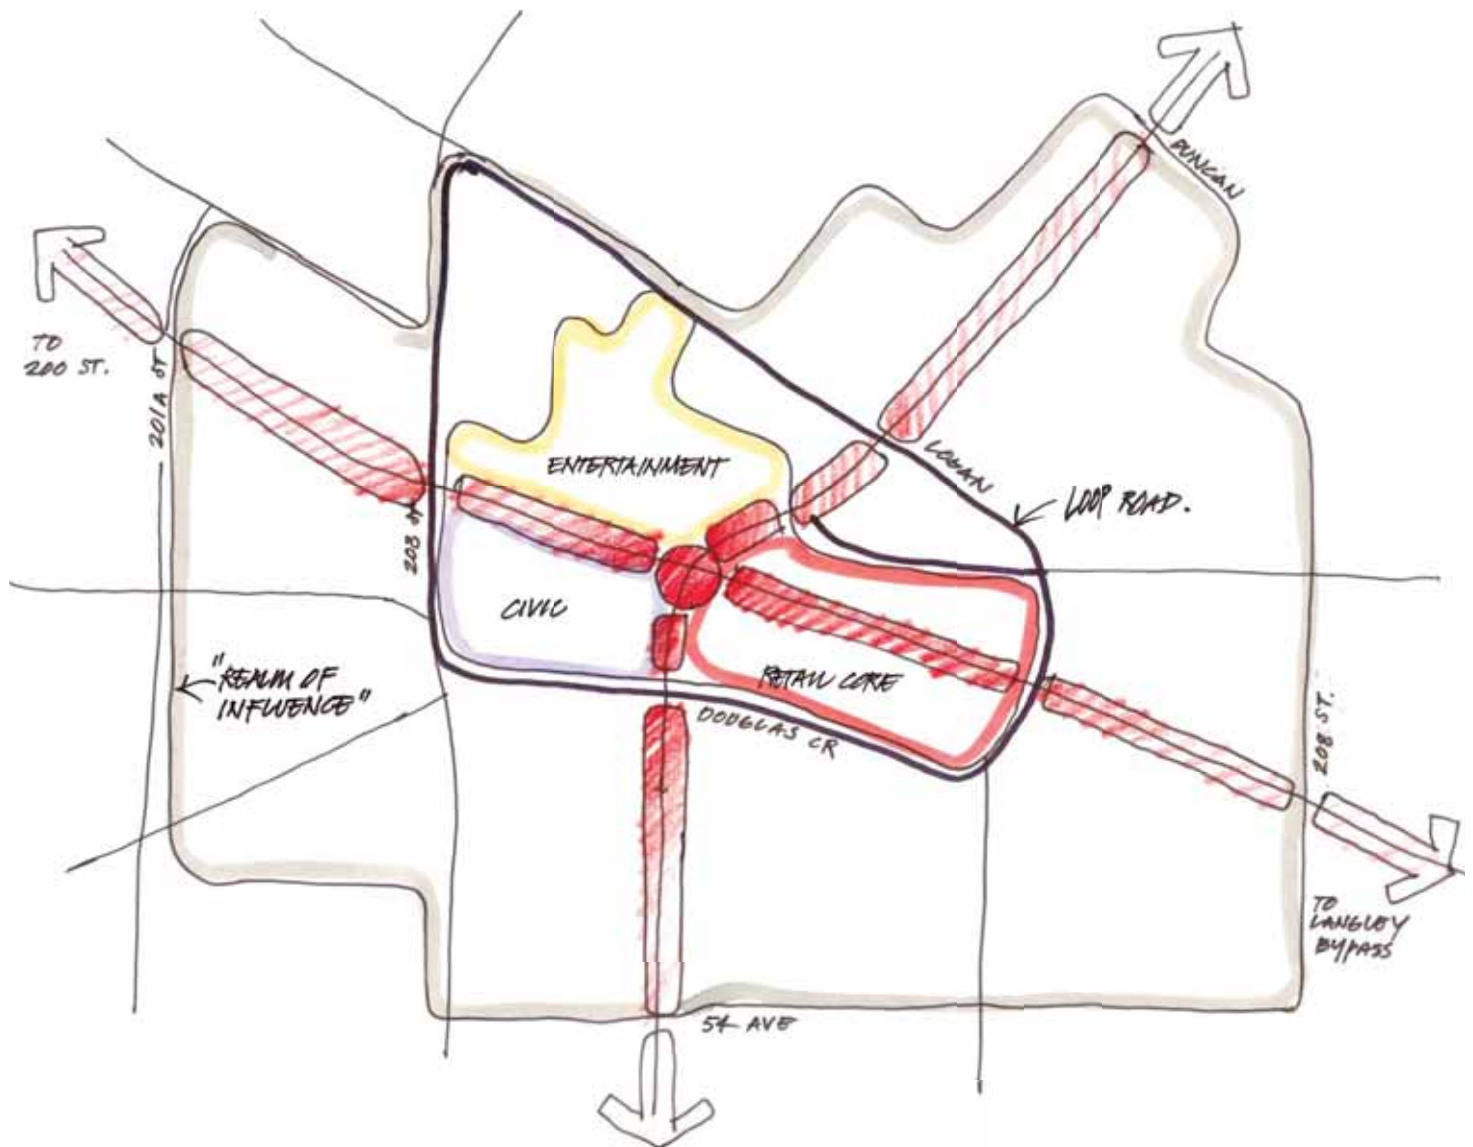 DUNCAN
TO
200 ST.
201A ST
ENTERTAINMENT
LOGAN
LOOP ROAD.
203 ST
CIVIC
"REALM OF
INFLUENCE"
RETAIL CORE
DOUGLAS CR
208 ST.
TO
LANGLEY
BYPASS
54 AVE